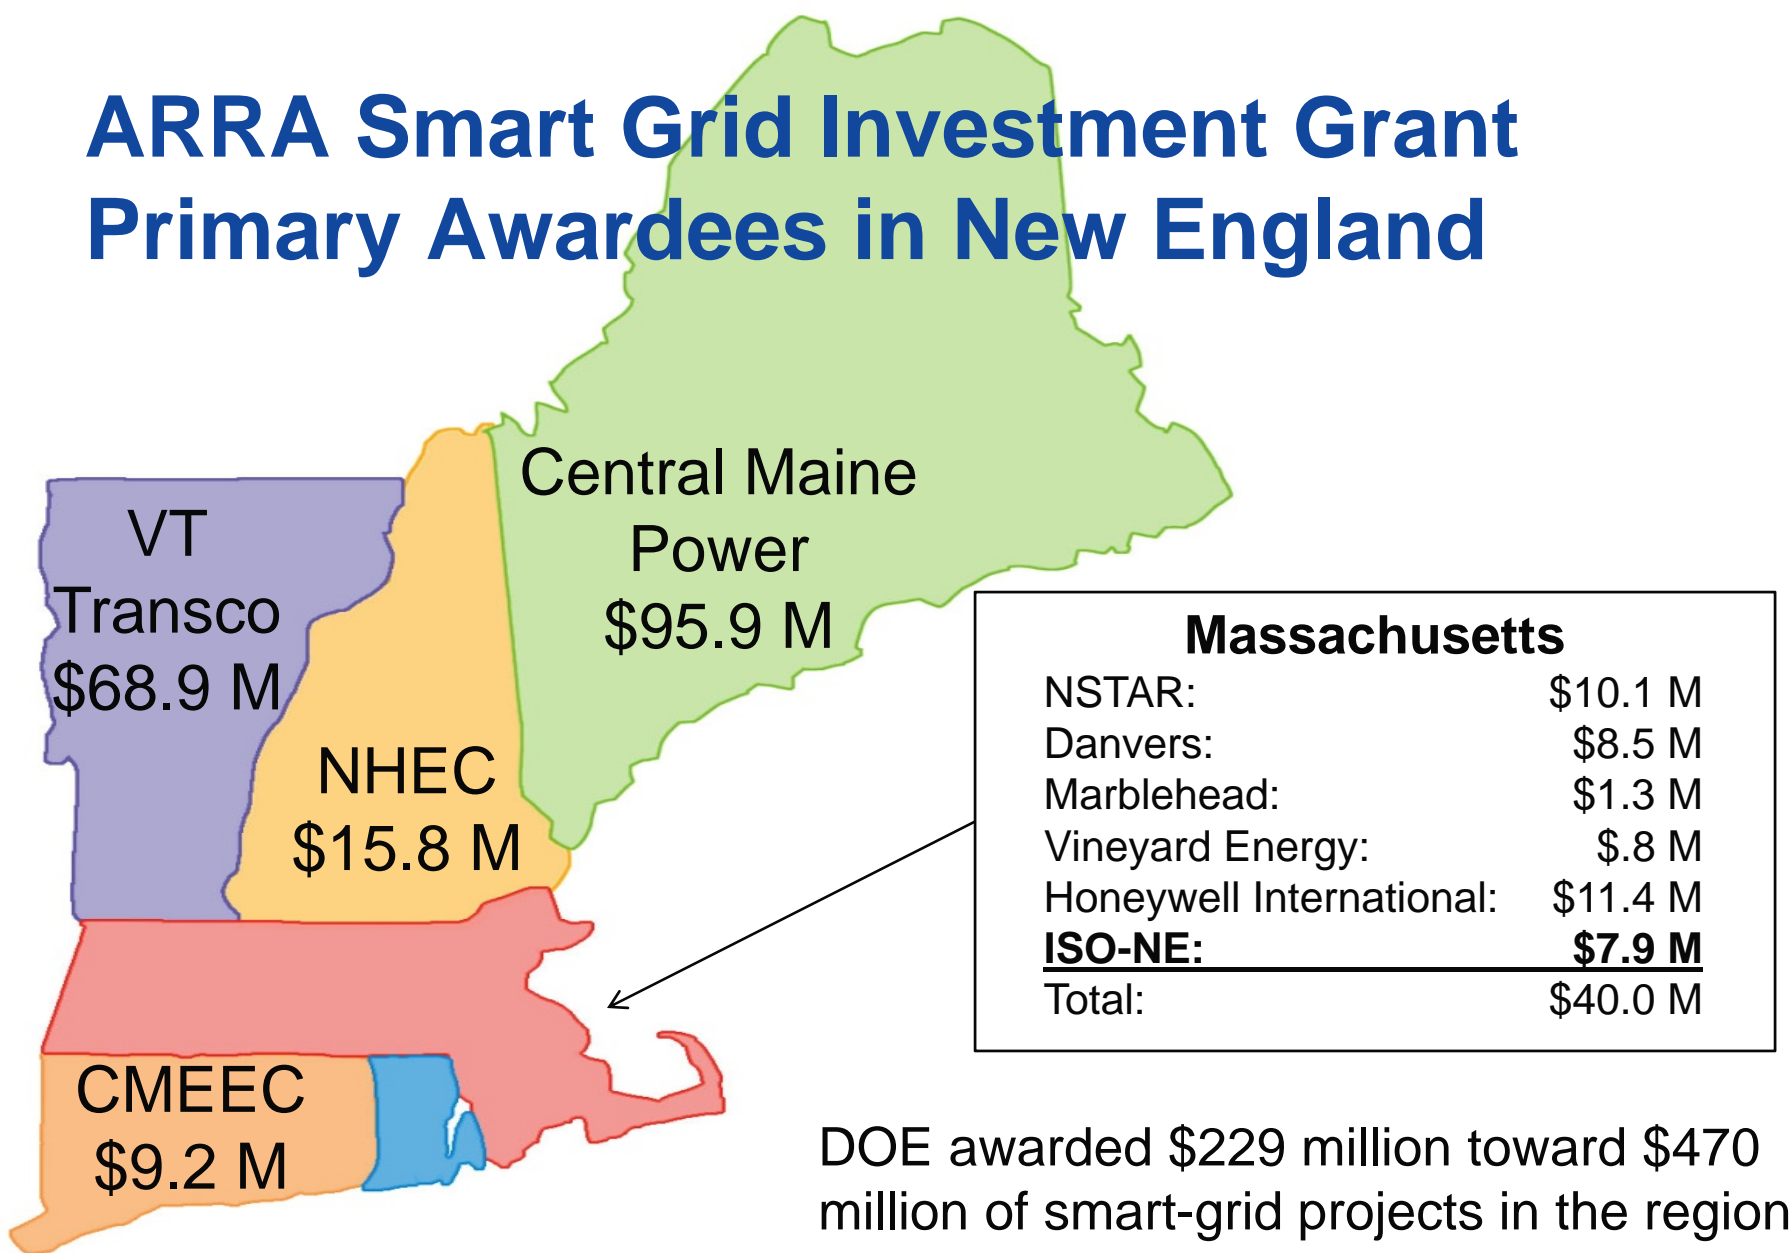 ARRA Smart Grid Investment Grant
Primary Awardees in New England
Central Maine
Power
$95.9 M
VT
Transco
$68.9 M
NHEC
$15.8 M
Massachusetts
NSTAR: $10.1 M
Danvers: $8.5 M
Marblehead: $1.3 M
Vineyard Energy: $.8 M
Honeywell International: $11.4 M
ISO-NE: $7.9 M
Total: $40.0 M
CMEEC
$9.2 M
DOE awarded $229 million toward $470
million of smart-grid projects in the region